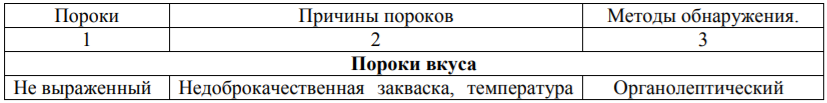 Пороки Причины пороков Методы обнаружения.
1 2 3
Пороки вкуса
Не выраженный Недоброкачественная закваска, температура Органолептический